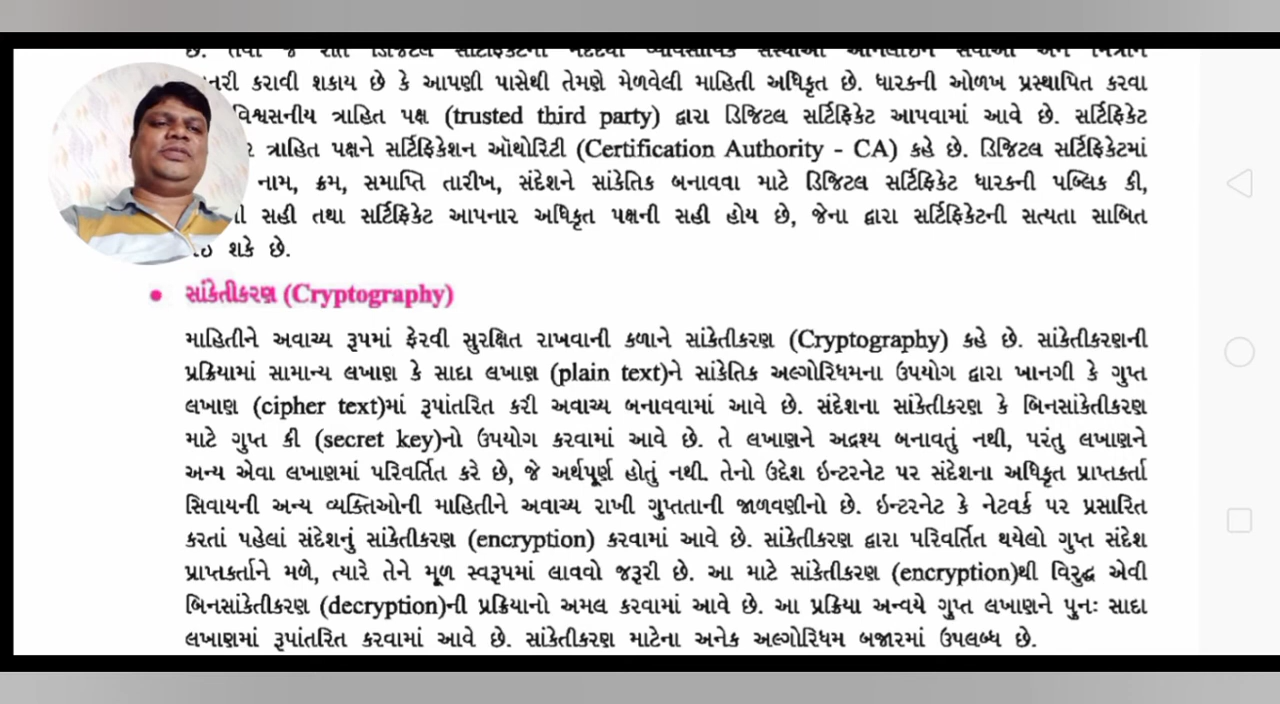 નરી કરાવી શકાય છે કે આપણી પાસેથી તેમણે મેળવેલી માહિતી અધિકૃત છે. ધારકની ઓળખ પ્રસ્થાપિત કરવા
વિશ્વસનીય ત્રાહિત પક્ષ (trusted third party) દ્વારા ડિજિટલ સર્ટિફિકેટ આપવામાં આવે છે. સર્ટિફિકેટ
ત્રાહિત પક્ષને સર્ટિફિકેશન ઑથોરિટી (Certification Authority - CA) કહે છે. ડિજિટલ સર્ટિફિકેટમાં
નામ, ક્રમ, સમાપ્તિ તારીખ, સંદેશને સાંકેતિક બનાવવા માટે ડિજિટલ સર્ટિફિકેટ ધારકની પબ્લિક કી,
સહી તથા સર્ટિફિકેટ આપનાર અધિકૃત પક્ષની સહી હોય છે, જેના દ્વારા સર્ટિફિકેટની સત્યતા સાબિત
શકે છે.
• સાંકેતીકરણ (Cryptography)
માહિતીને અવાચ્ય રૂપમાં ફેરવી સુરક્ષિત રાખવાની કળાને સાંકેતીકરણ (Cryptography) કહે છે. સાંકેતીકરણની
પ્રક્રિયામાં સામાન્ય લખાણ કે સાદા લખાણ (plain text)ને સાંકેતિક અલ્ગોરિધમના ઉપયોગ દ્વારા ખાનગી કે ગુપ્ત
લખાણ (cipher text)માં રૂપાંતરિત કરી અવાચ્ય બનાવવામાં આવે છે. સંદેશના સાંકેતીકરણ કે બિનસાંકેતીકરણ
માટે ગુપ્ત કી (secret key)નો ઉપયોગ કરવામાં આવે છે. તે લખાણને અદ્રશ્ય બનાવતું નથી, પરંતુ લખાણને
અન્ય એવા લખાણમાં પરિવર્તિત કરે છે, જે અર્થપૂર્ણ હોતું નથી. તેનો ઉદેશ ઇન્ટરનેટ પર સંદેશના અધિકૃત પ્રાપ્તકર્તા
સિવાયની અન્ય વ્યક્તિઓની માહિતીને અવાચ્ય રાખી ગુપ્તતાની જાળવણીનો છે. ઇન્ટરનેટ કે નેટવર્ક પર પ્રસારિત
કરતાં પહેલાં સંદેશનું સાંકેતીકરણ (encryption) કરવામાં આવે છે. સાંકેતીકરણ દ્વારા પરિવર્તિત થયેલો ગુપ્ત સંદેશ
પ્રાપ્તકર્તાને મળે, ત્યારે તેને મૂળ સ્વરૂપમાં લાવવો જરૂરી છે. આ માટે સાંકેતીકરણ (encryption)થી વિરુદ્ધ એવી
બિનસાંકેતીકરણ (decryption)ની પ્રક્રિયાનો અમલ કરવામાં આવે છે. આ પ્રક્રિયા અન્વયે ગુપ્ત લખાણને પુનઃ સાદા
લખાણમાં રૂપાંતરિત કરવામાં આવે છે. સાંકેતીકરણ માટેના અનેક અલ્ગોરિધમ બજારમાં ઉપલબ્ધ છે.